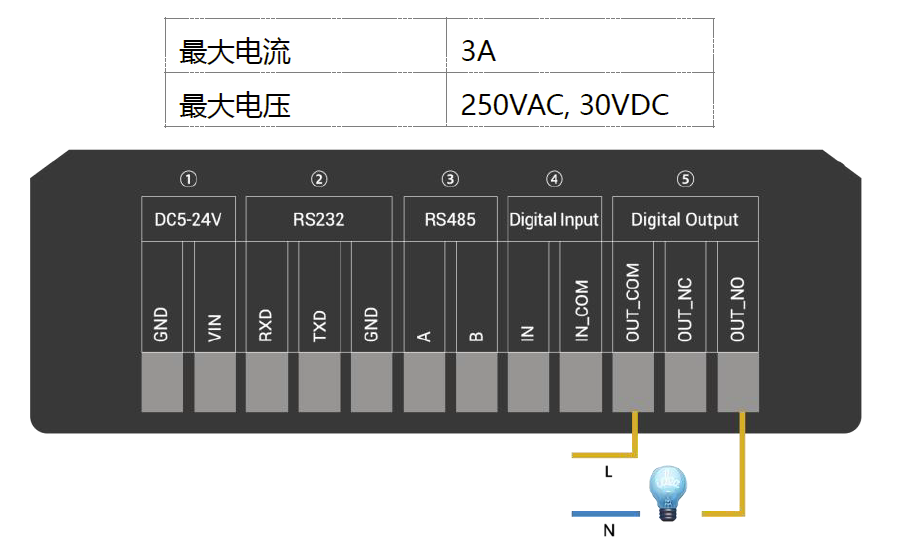 最大电流 3A
最大电压 250VAC, 30VDC
① ② ③ ④ ⑤
DC5-24V RS232 RS485 Digital Input Digital Output
GND VIN RXD TXD GND A B IN IN_COM OUT_COM OUT_NC OUT_NO
L
N